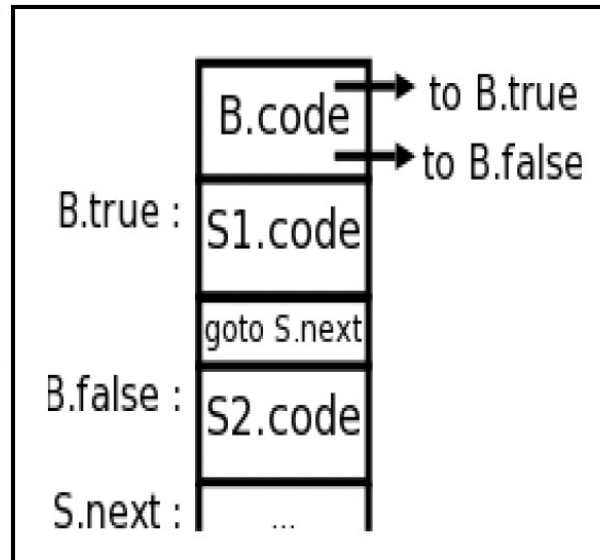 B.code
to B.true
to B.false
B.true :
S1.code
goto S.next
B.false :
S2.code
S.next :
...